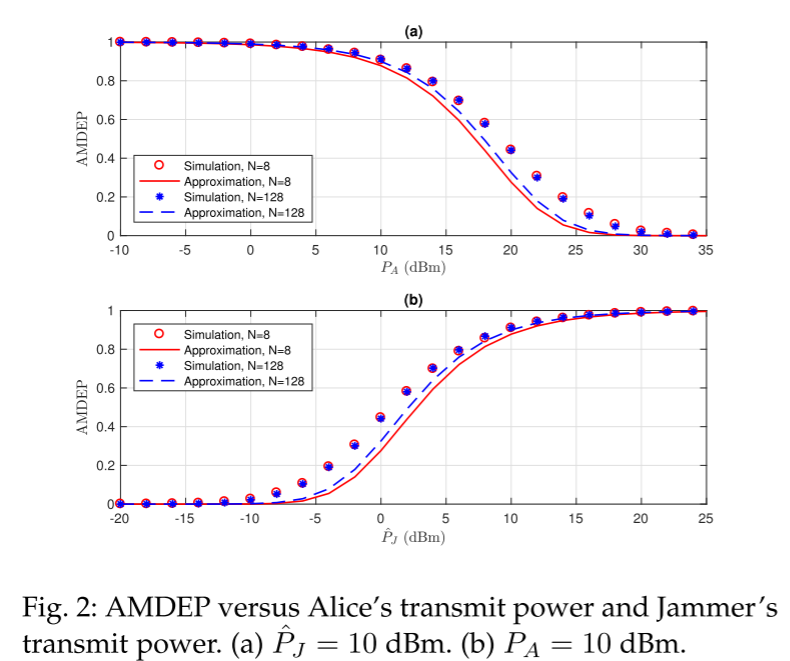 (a)
1
0.8
0.6
0.4
0.2
0
AMDEP
Simulation, N=8
Approximation, N=8
Simulation, N=128
Approximation, N=128
-10 -5 0 5 10 15 20 25 30 35
P_A (dBm)
(b)
1
0.8
0.6
0.4
0.2
0
AMDEP
Simulation, N=8
Approximation, N=8
Simulation, N=128
Approximation, N=128
-20 -15 -10 -5 0 5 10 15 20 25
P̂_J (dBm)
Fig. 2: AMDEP versus Alice's transmit power and Jammer's
transmit power. (a) P̂_J = 10 dBm. (b) P_A = 10 dBm.